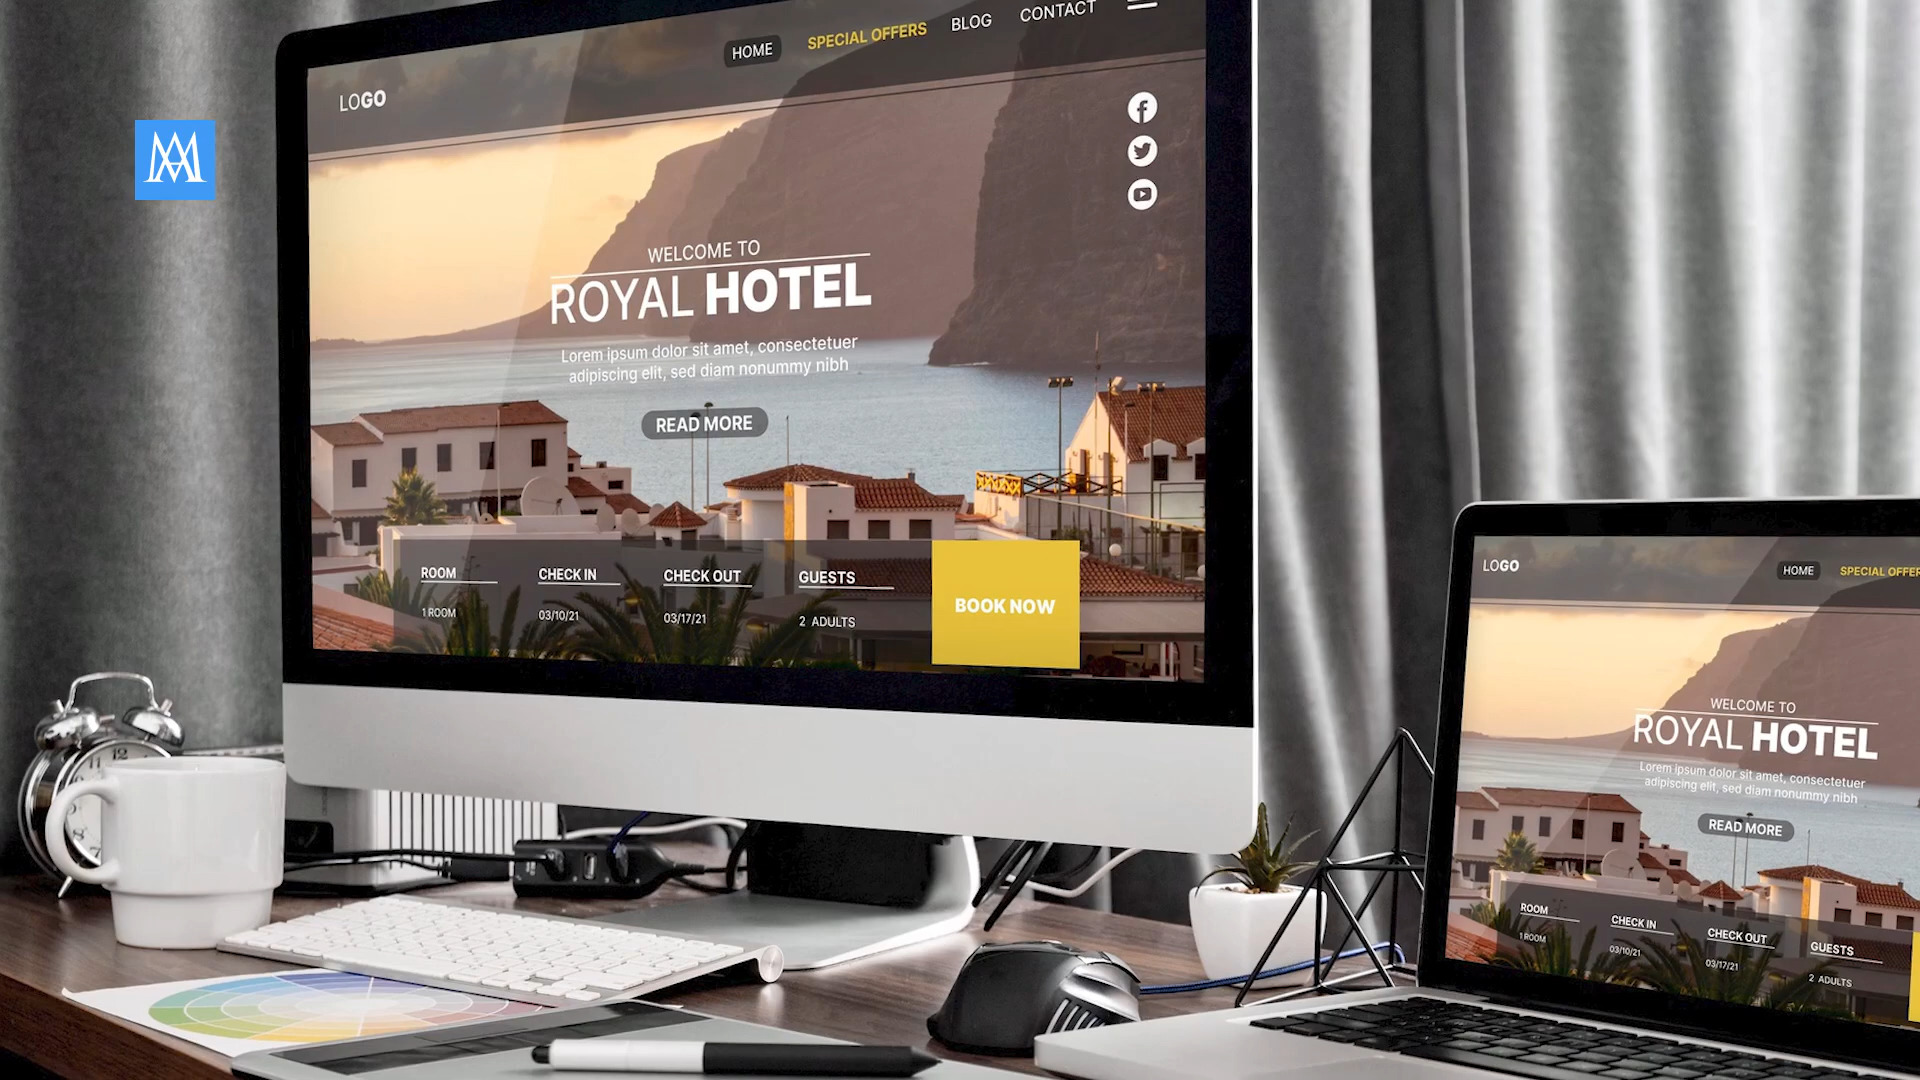 HOME
SPECIAL OFFERS
BLOG
CONTACT
LOGO
WELCOME TO
ROYAL HOTEL
Lorem ipsum dolor sit amet, consectetuer
adipiscing elit, sed diam nonummy nibh
READ MORE
ROOM
CHECK IN
CHECK OUT
GUESTS
1 ROOM
03/10/21
03/17/21
2 ADULTS
BOOK NOW
LOGO
HOME
SPECIAL OFFER
WELCOME TO
ROYAL HOTEL
Lorem ipsum dolor sit amet, consectetuer
adipiscing elit, sed diam nonummy nibh
READ MORE
ROOM
CHECK IN
CHECK OUT
GUESTS
1 ROOM
03/10/21
03/17/21
2 ADULTS